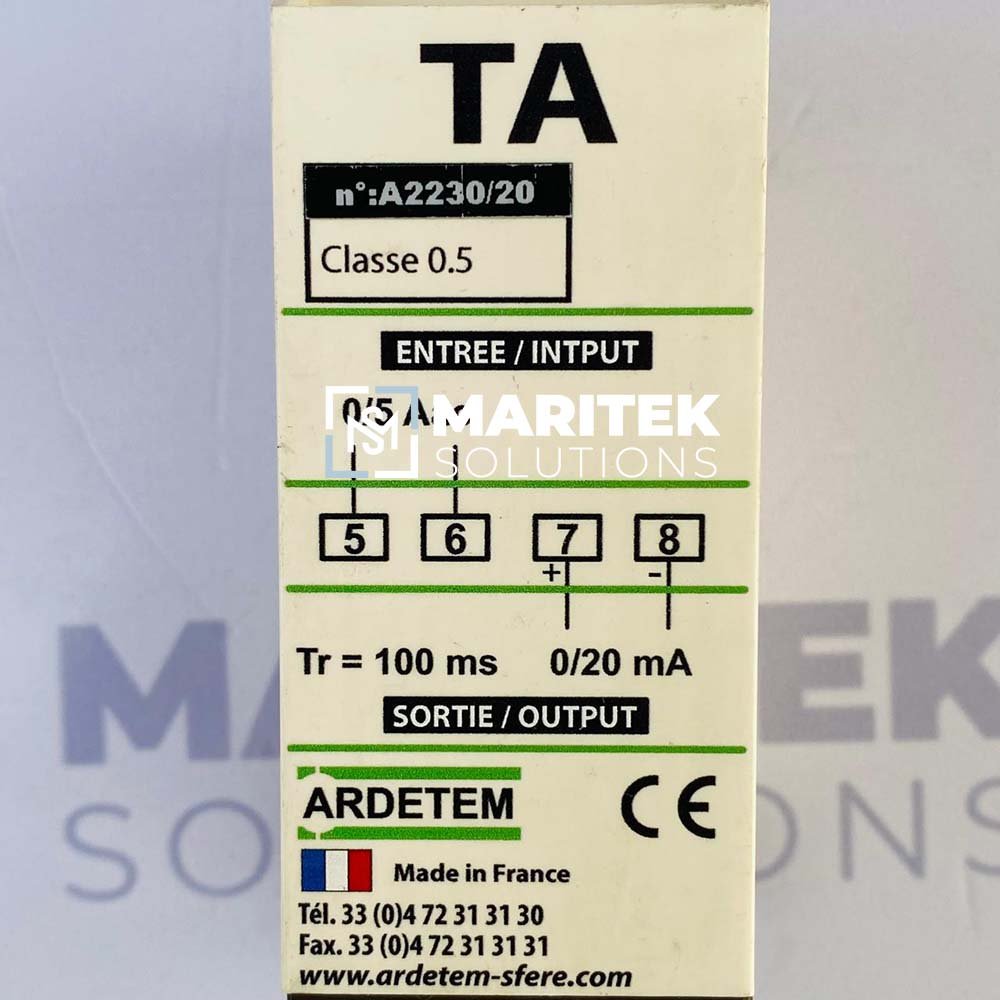 TA
n°:A2230/20
Classe 0.5
ENTREE / INTPUT
0/5
MS MARITEK
SOLUTIONS
5 6 7 8
+ -
Tr = 100 ms 0/20 mA
SORTIE / OUTPUT
ARDETEM CE
Made in France
Tél. 33 (0)4 72 31 31 30
Fax. 33 (0)4 72 31 31 31
www.ardetem-sfere.com